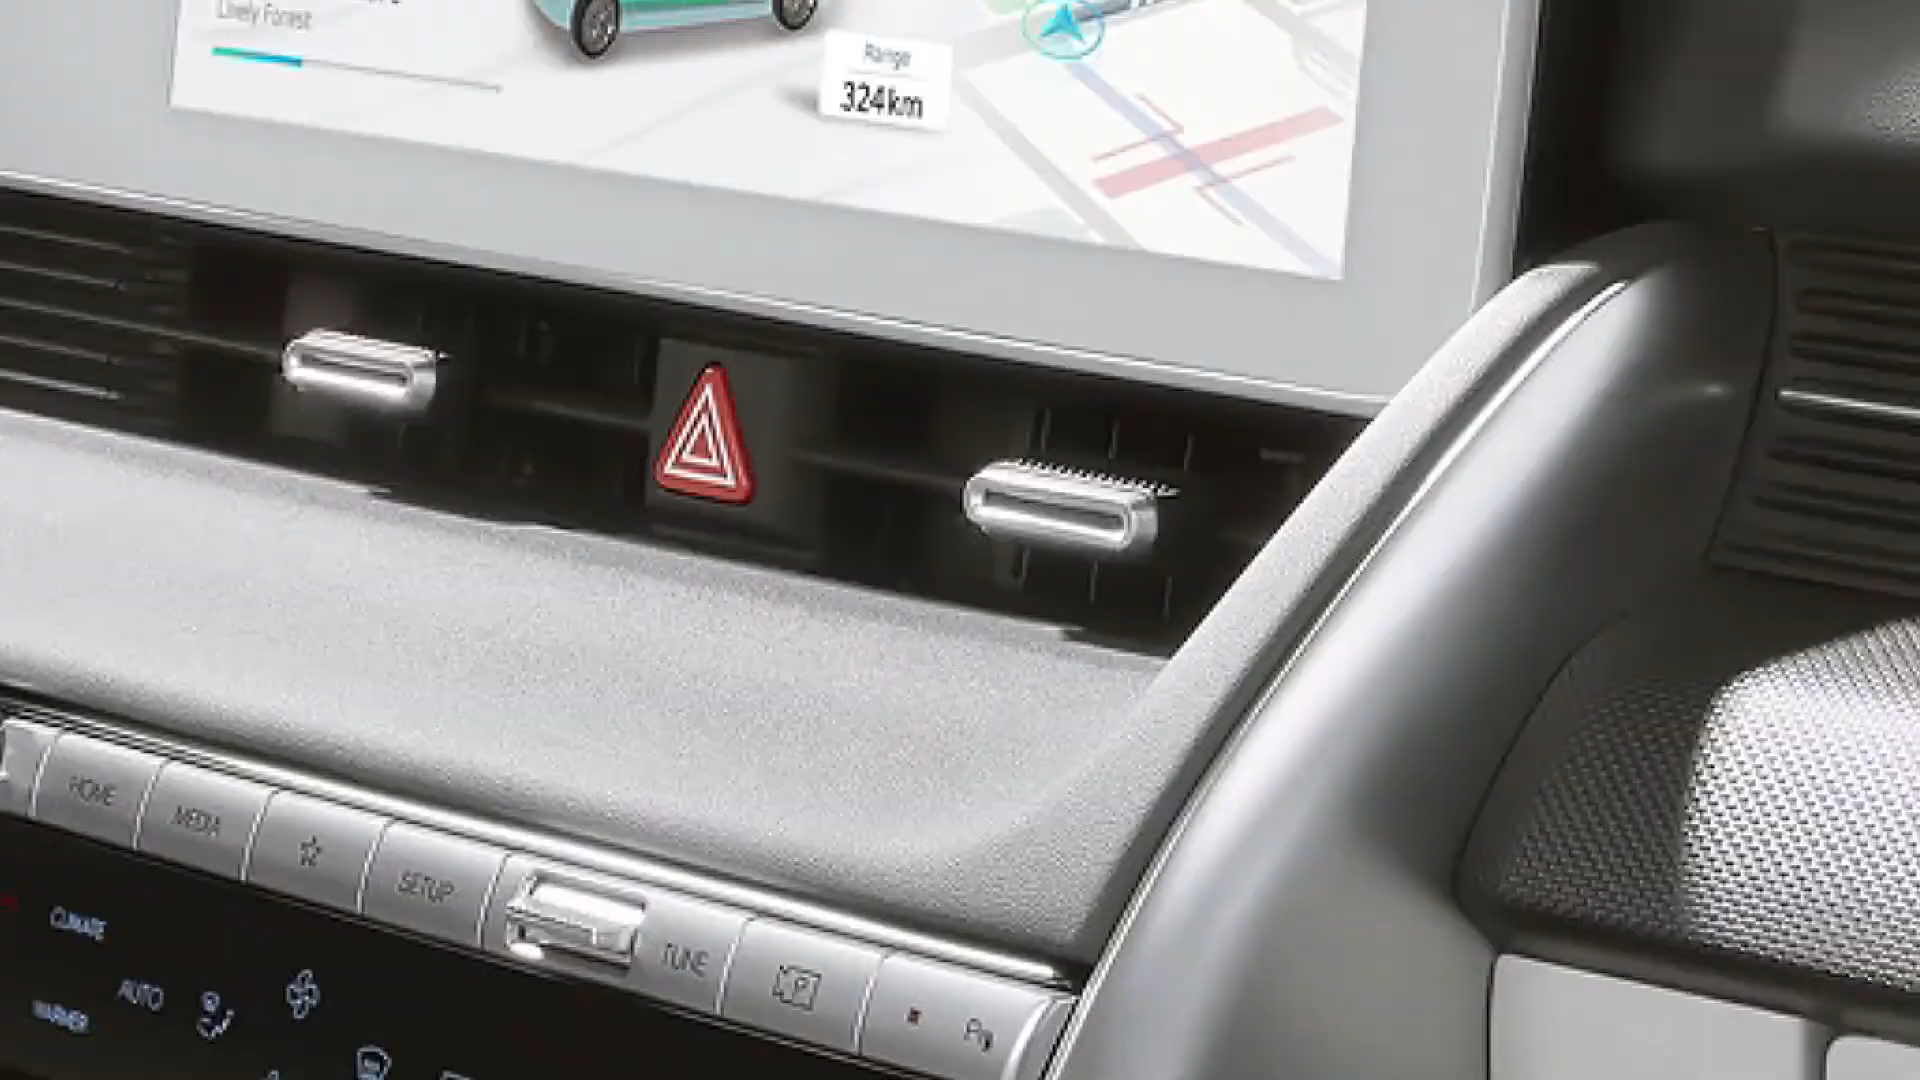 Lively Forest
Range
324km
HOME
MEDIA
SETUP
TUNE
P
CLIMATE
AUTO
WARMER